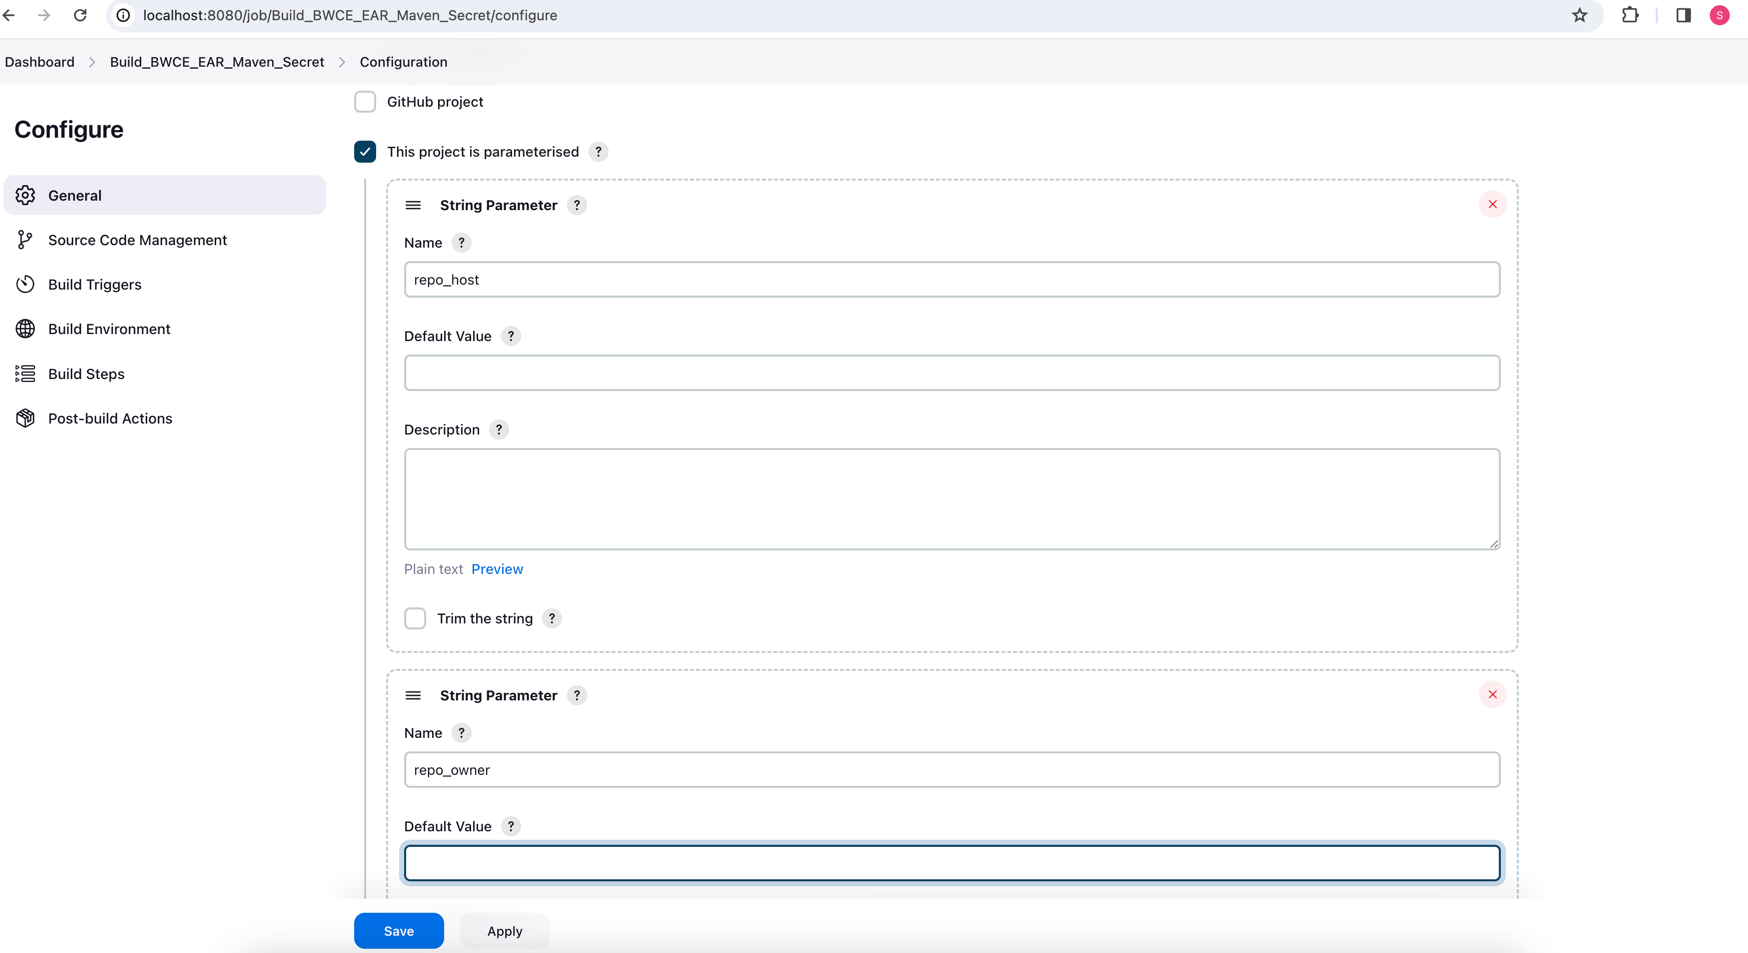 localhost:8080/job/Build_BWCE_EAR_Maven_Secret/configure
S
Dashboard > Build_BWCE_EAR_Maven_Secret > Configuration
Configure
General
Source Code Management
Build Triggers
Build Environment
Build Steps
Post-build Actions
GitHub project
This project is parameterised ?
String Parameter ?
Name ?
repo_host
Default Value ?
Description ?
Plain text Preview
Trim the string ?
String Parameter ?
Name ?
repo_owner
Default Value ?
Save Apply